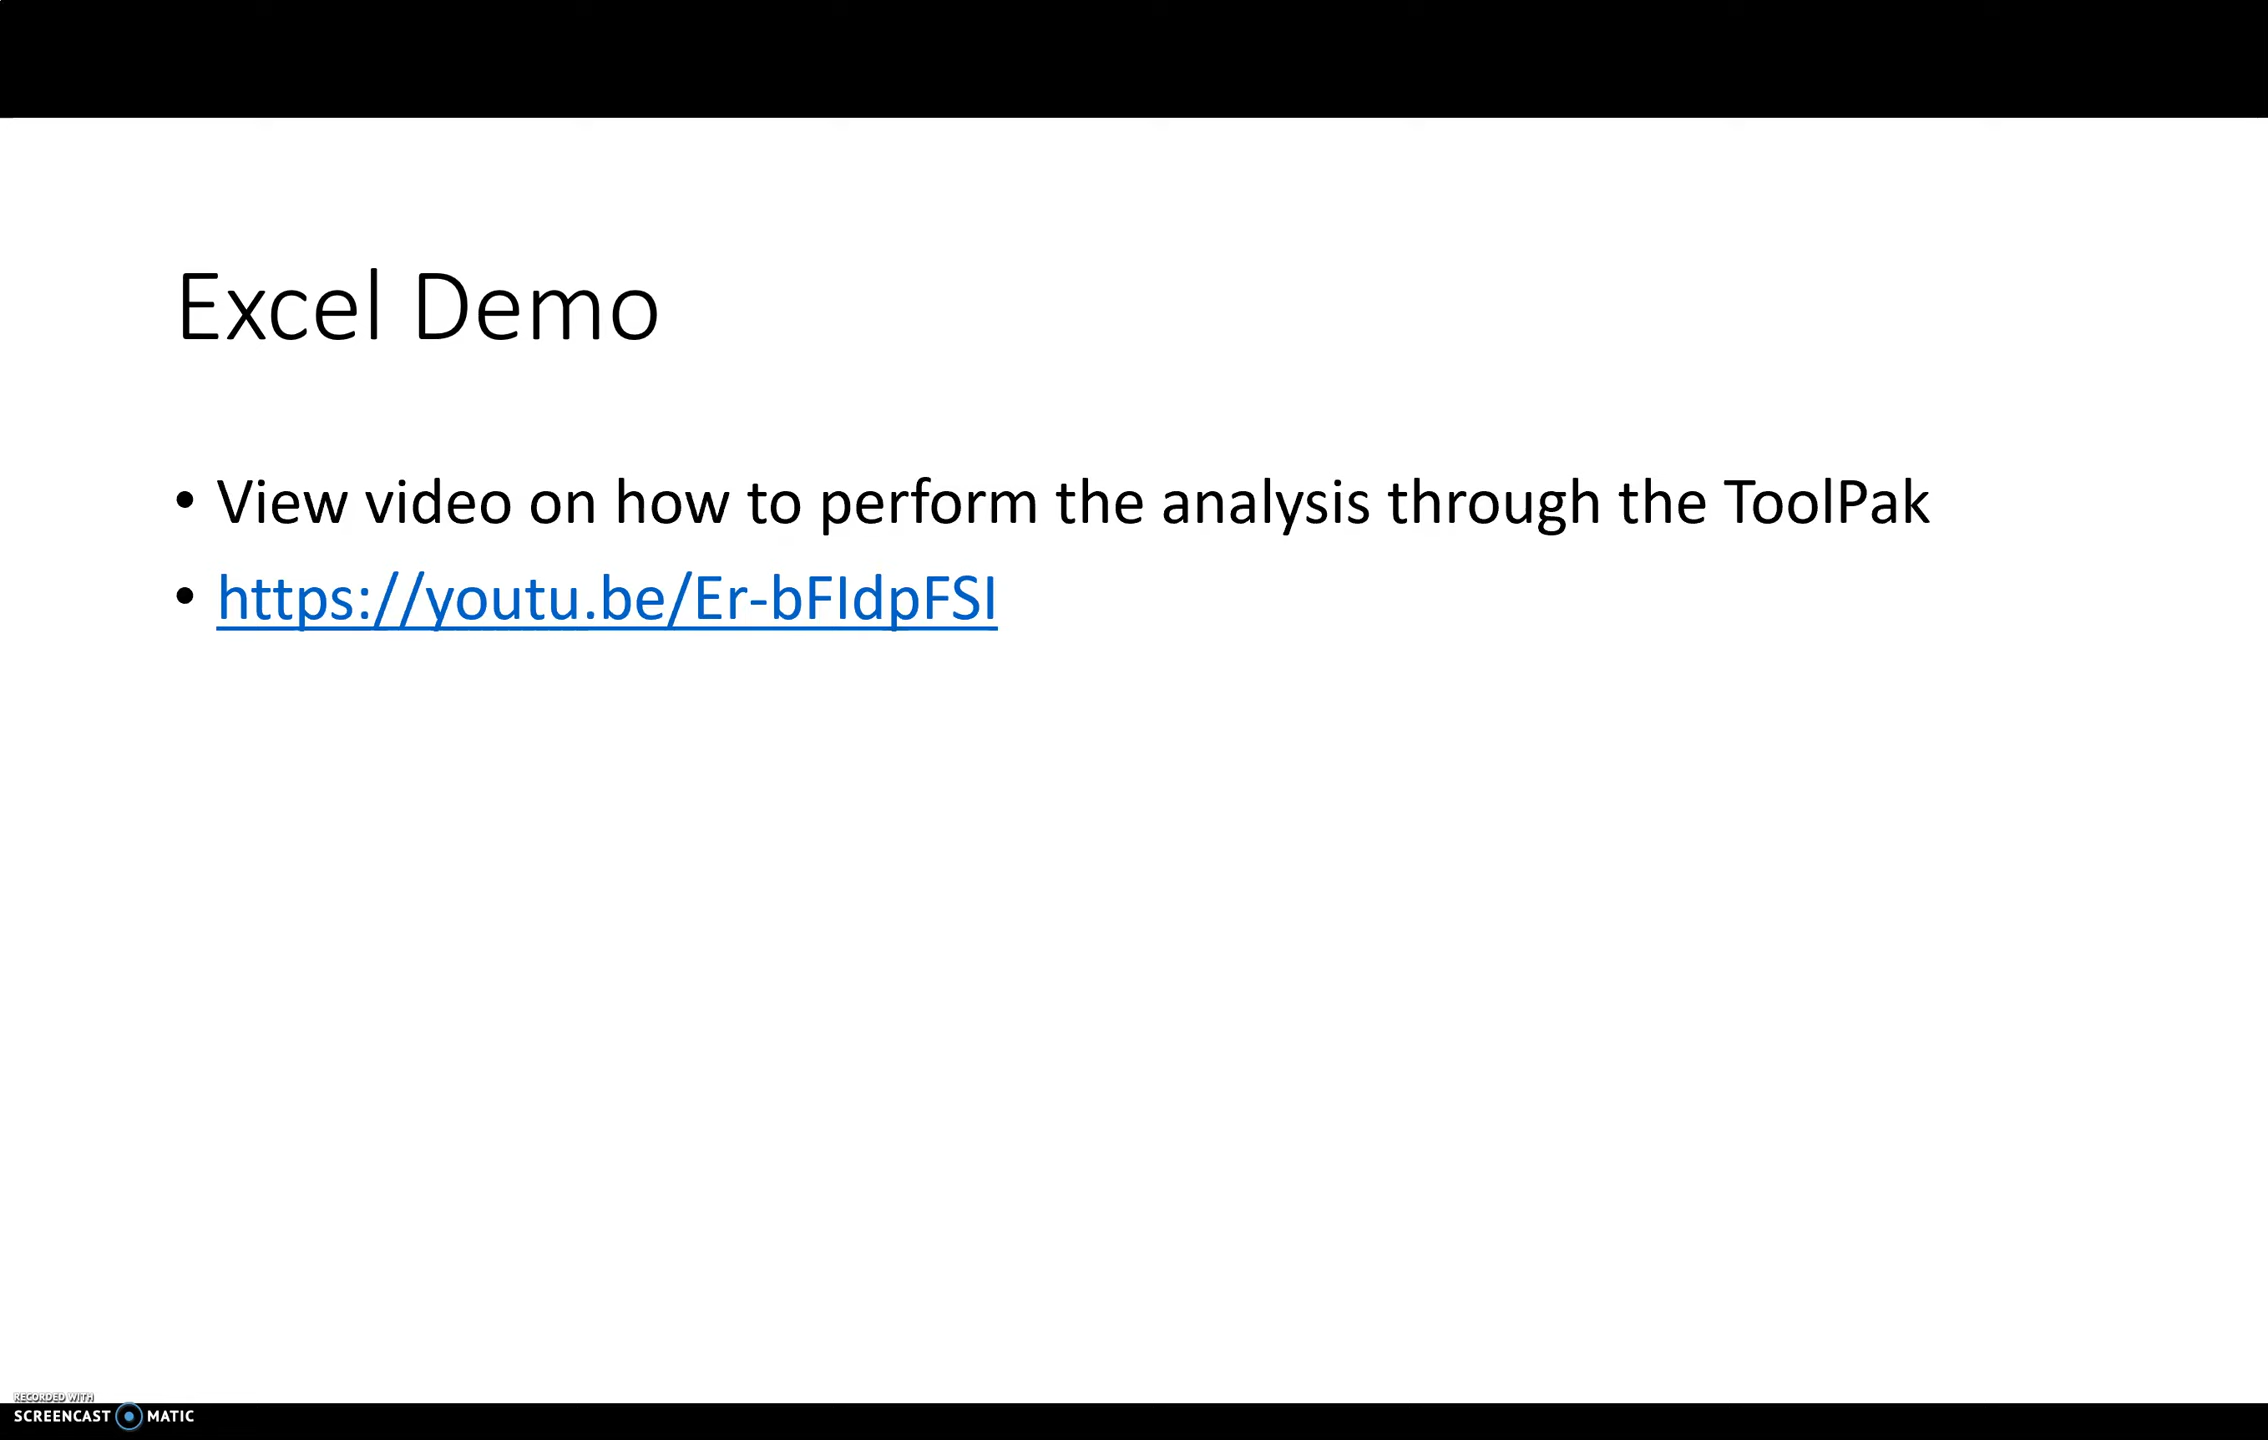 Excel Demo
• View video on how to perform the analysis through the ToolPak
• https://youtu.be/Er-bFIdpFSI
RECORDED WITH
SCREENCAST MATIC